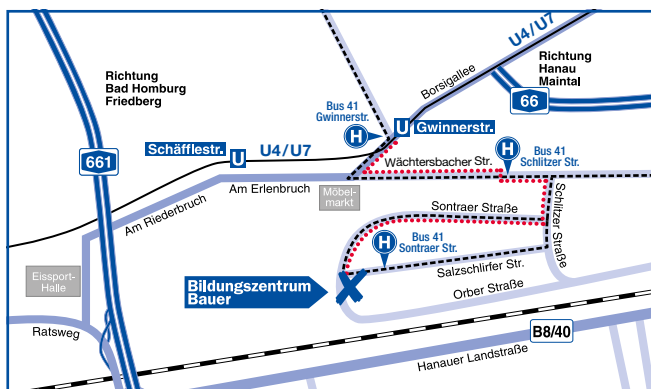 U4/U7
Richtung
Bad Homburg
Friedberg
Borsigallee
Richtung
Hanau
Maintal
66
Bus 41
Gwinnerstr.
H
U
Gwinnerstr.
661
Schäfflestr.
U
U4/U7
Wächtersbacher Str.
H
Bus 41
Schlitzer Str.
Am Erlenbruch
Möbel-
markt
Am Riederbruch
Sontraer Straße
Schlitzer Straße
H
Bus 41
Sontraer Str.
Eissport-
Halle
Salzschlirfer Str.
Bildungszentrum
Bauer
Orber Straße
Ratsweg
B8/40
Hanauer Landstraße